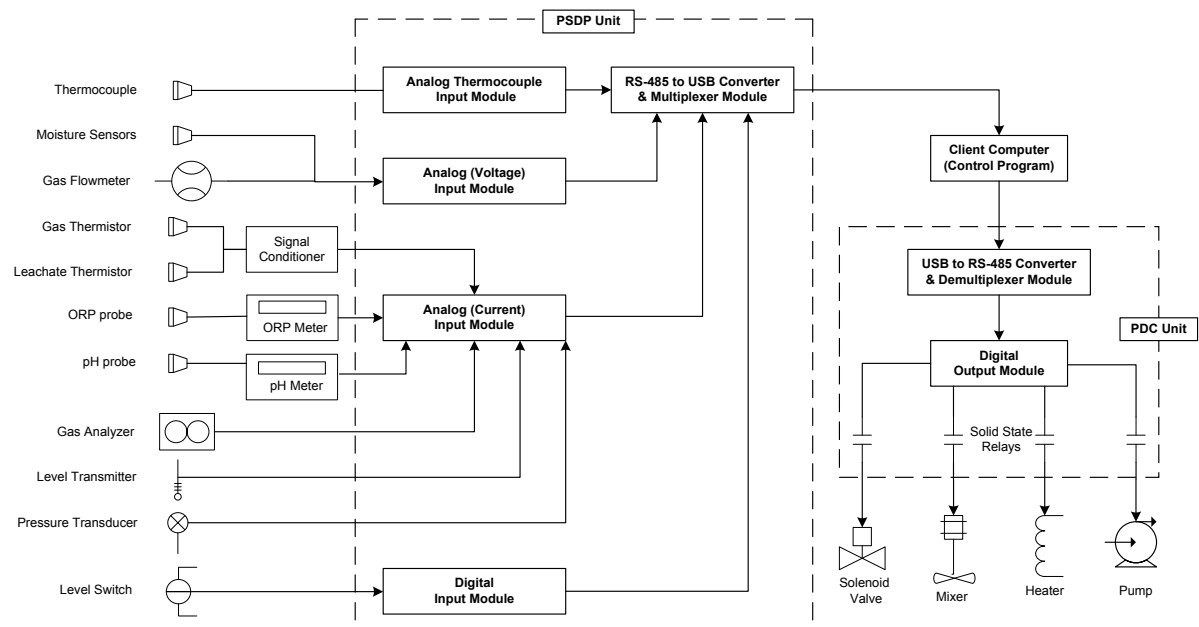 PSDP Unit
Thermocouple
Analog Thermocouple
Input Module
RS-485 to USB Converter
& Multiplexer Module
Moisture Sensors
Client Computer
(Control Program)
Gas Flowmeter
Analog (Voltage)
Input Module
Gas Thermistor
Signal
Conditioner
Leachate Thermistor
USB to RS-485 Converter
& Demultiplexer Module
ORP probe
ORP Meter
Analog (Current)
Input Module
PDC Unit
pH probe
pH Meter
Digital
Output Module
Gas Analyzer
Solid State
Relays
Level Transmitter
Pressure Transducer
Level Switch
Digital
Input Module
Solenoid
Valve
Mixer
Heater
Pump